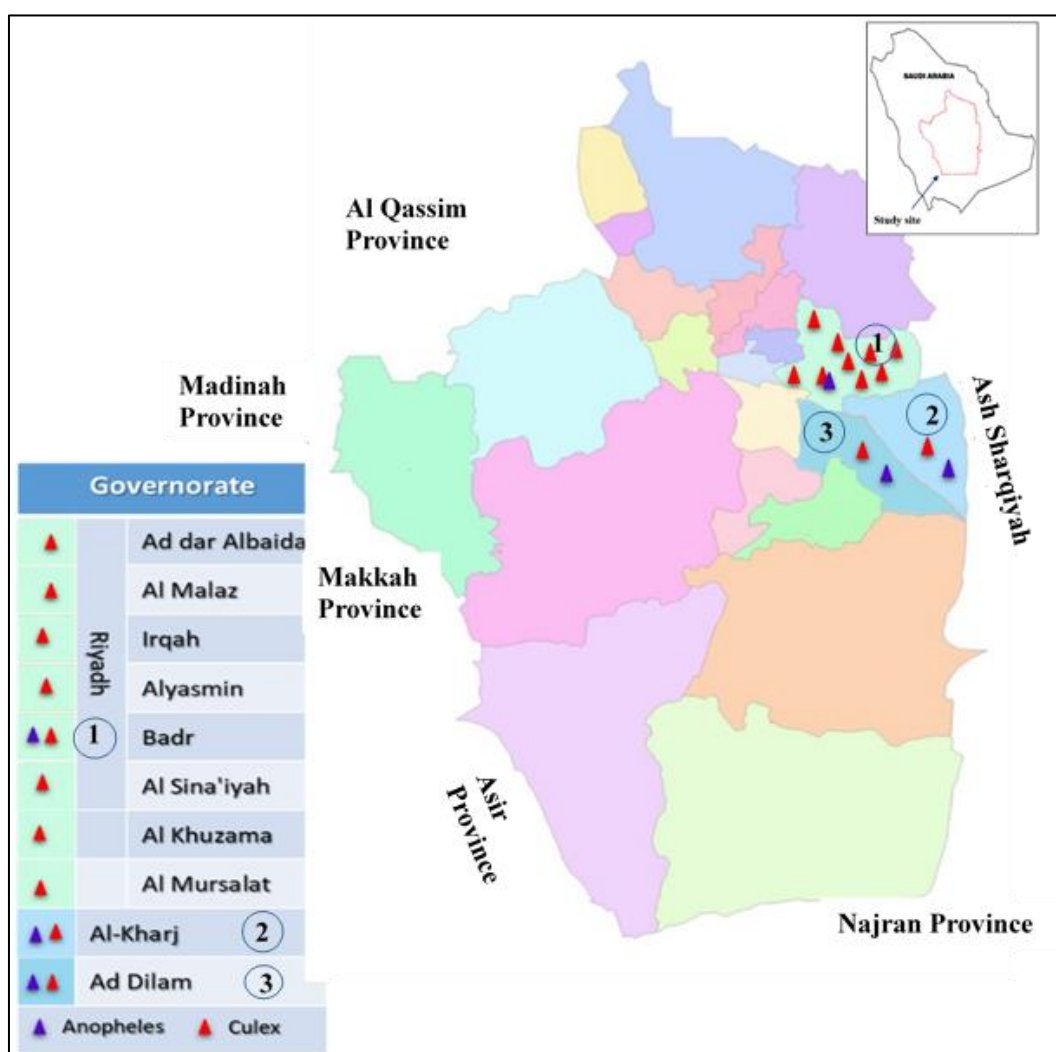 SAUDI ARABIA
Study site
Al Qassim
Province
Madinah
Province
Makkah
Province
Asir
Province
Najran Province
Ash Sharqiyah
1
2
3
Governorate
Riyadh
1
Ad dar Albaida
Al Malaz
Irqah
Alyasmin
Badr
Al Sina'iyah
Al Khuzama
Al Mursalat
Al-Kharj 2
Ad Dilam 3
Anopheles Culex